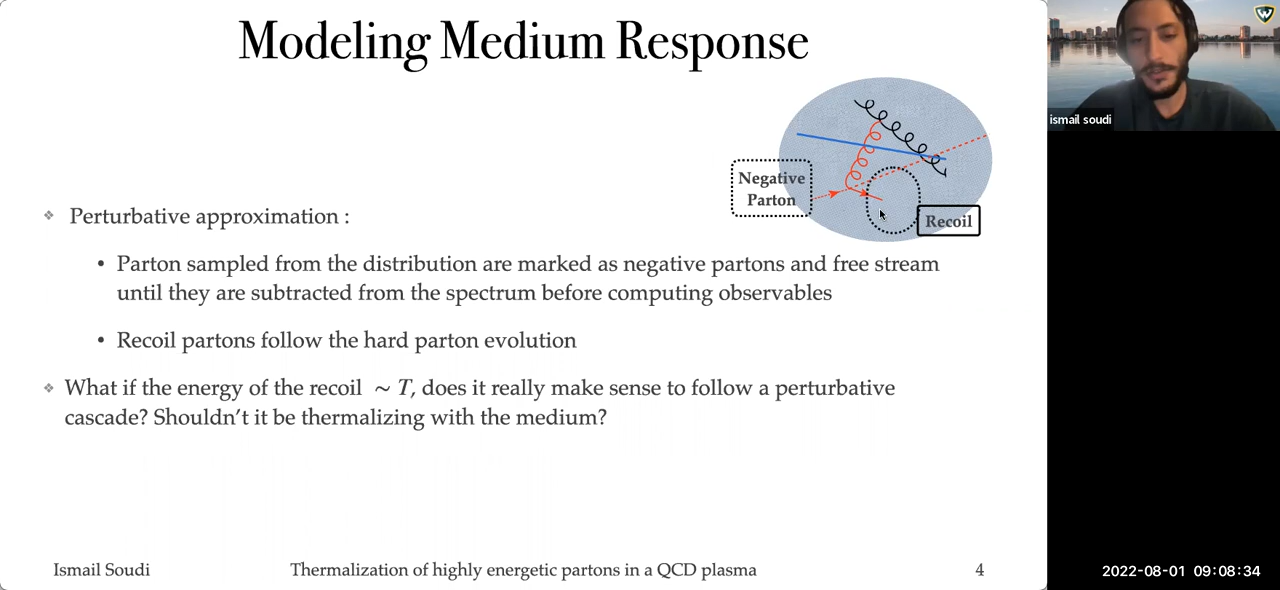 Modeling Medium Response
Negative
Parton
Recoil
❖ Perturbative approximation :
• Parton sampled from the distribution are marked as negative partons and free stream
until they are subtracted from the spectrum before computing observables
• Recoil partons follow the hard parton evolution
❖ What if the energy of the recoil ∼ T, does it really make sense to follow a perturbative
cascade? Shouldn’t it be thermalizing with the medium?
Ismail Soudi
Thermalization of highly energetic partons in a QCD plasma
4
ismail soudi
W
2022-08-01 09:08:34